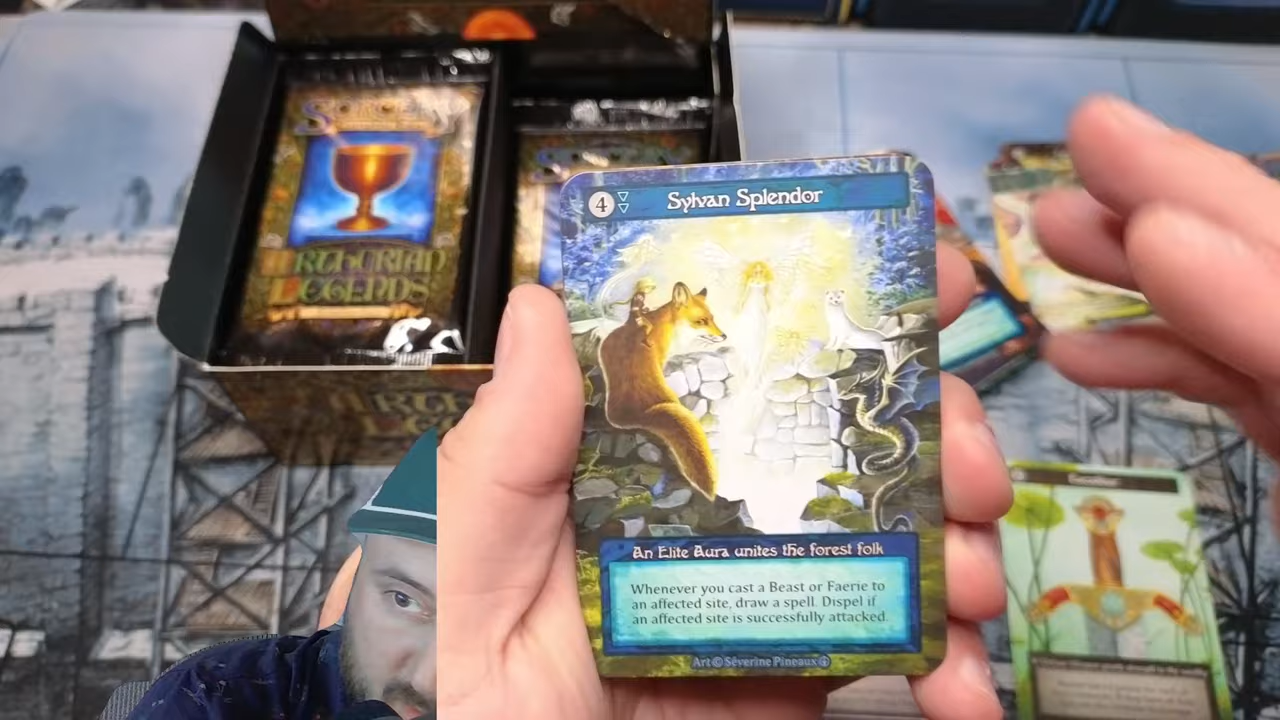 SORCERY
ARTHURIAN
LEGENDS
4
Sylvan Splendor
An Elite Aura unites the forest folk
Whenever you cast a Beast or Faerie to
an affected site, draw a spell. Dispel if
an affected site is successfully attacked.
Art © Séverine Pineaux